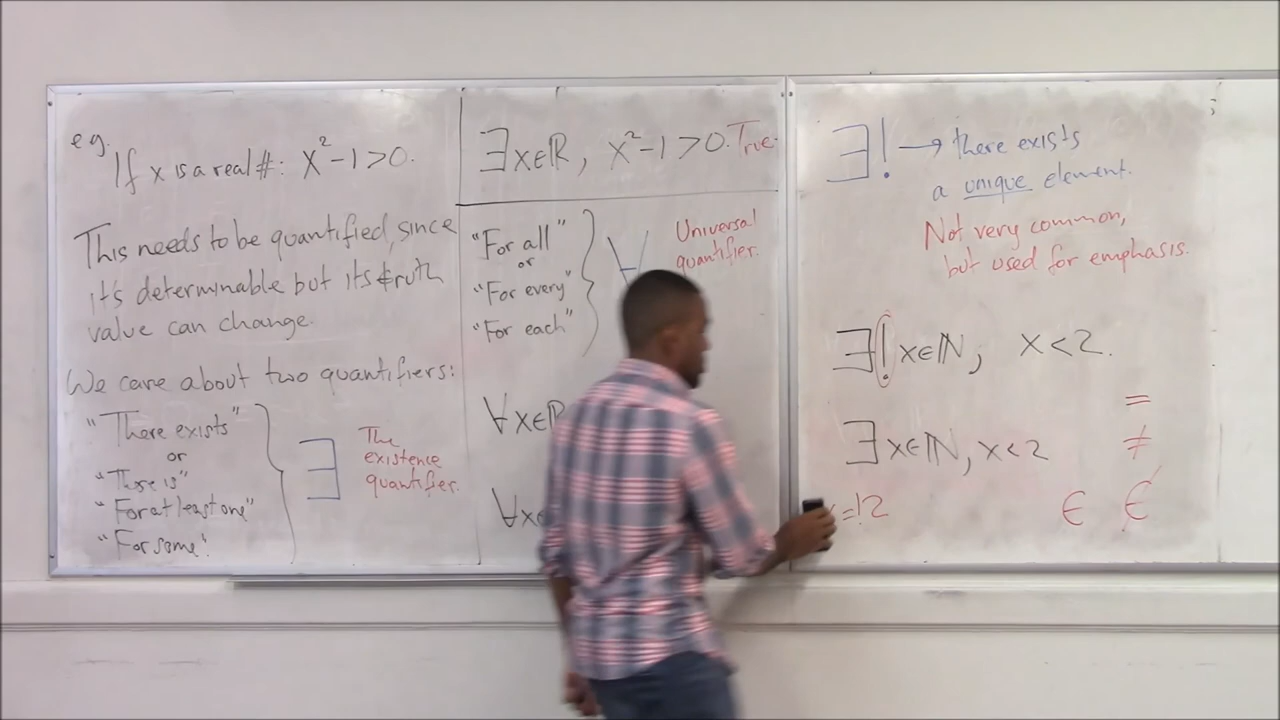 eg.
If x is a real #: x²-1>0.
This needs to be quantified, since
it's determinable but its truth
value can change.
We care about two quantifiers:
"There exists"
or
"There is"
"For at least one"
"For some".
∃
The
existence
quantifier.
∃x∈ℝ, x²-1>0. True.
"For all"
or
"For every"
"For each"
∀
Universal
quantifier.
∀x∈ℝ
∀x∈
∃! → there exists
a unique element.
Not very common,
but used for emphasis.
∃!x∈ℕ, x<2.
∃x∈ℕ, x<2
=
≠
=!2
∈ ∉